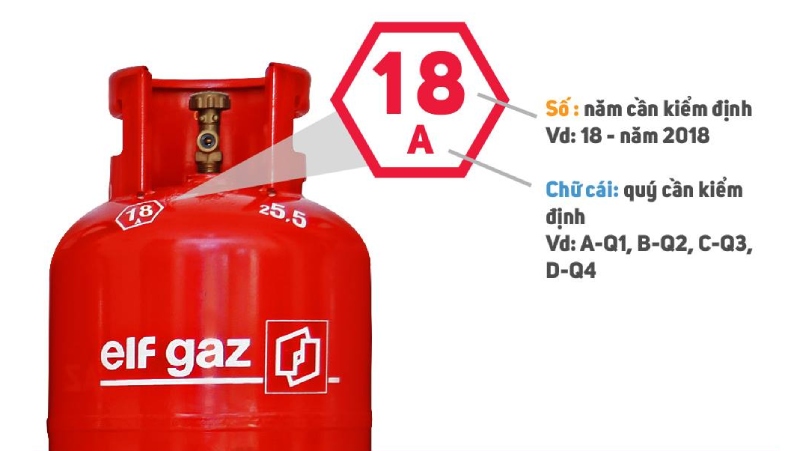 18
A
Số : năm cần kiểm định
Vd: 18 - năm 2018
Chữ cái: quý cần kiểm
định
Vd: A-Q1, B-Q2, C-Q3,
D-Q4
18
A
25,5
elf gaz